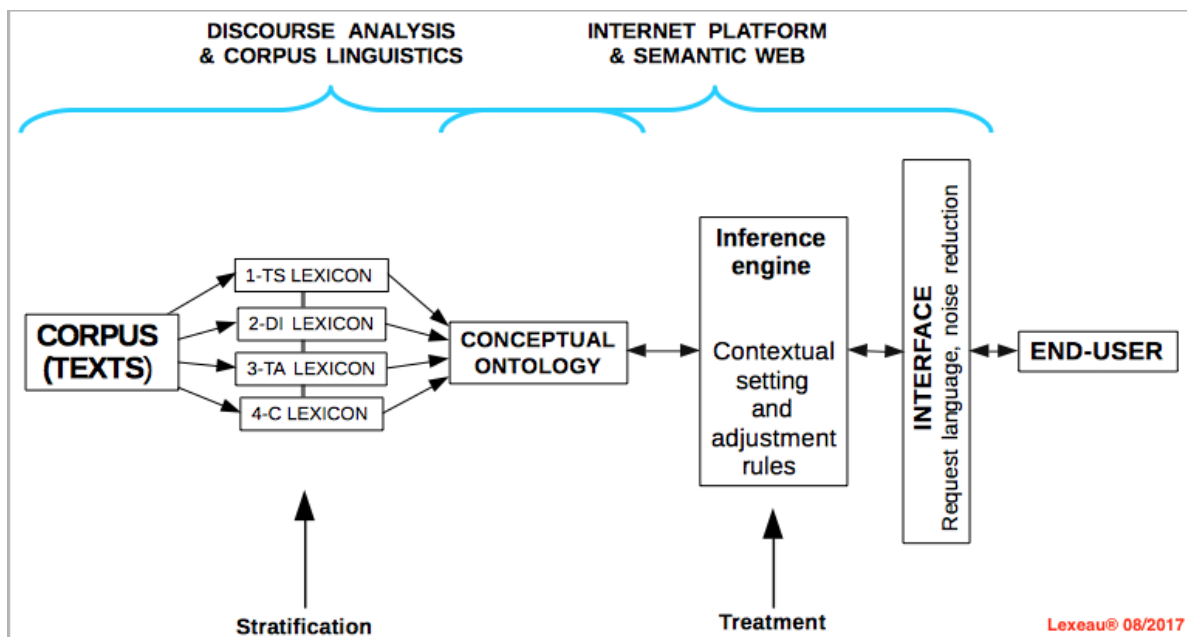 DISCOURSE ANALYSIS
& CORPUS LINGUISTICS
INTERNET PLATFORM
& SEMANTIC WEB
CORPUS
(TEXTS)
1-TS LEXICON
2-DI LEXICON
3-TA LEXICON
4-C LEXICON
CONCEPTUAL
ONTOLOGY
Inference
engine
Contextual
setting
and
adjustment
rules
INTERFACE
Request language, noise reduction
END-USER
Stratification
Treatment
Lexeau® 08/2017